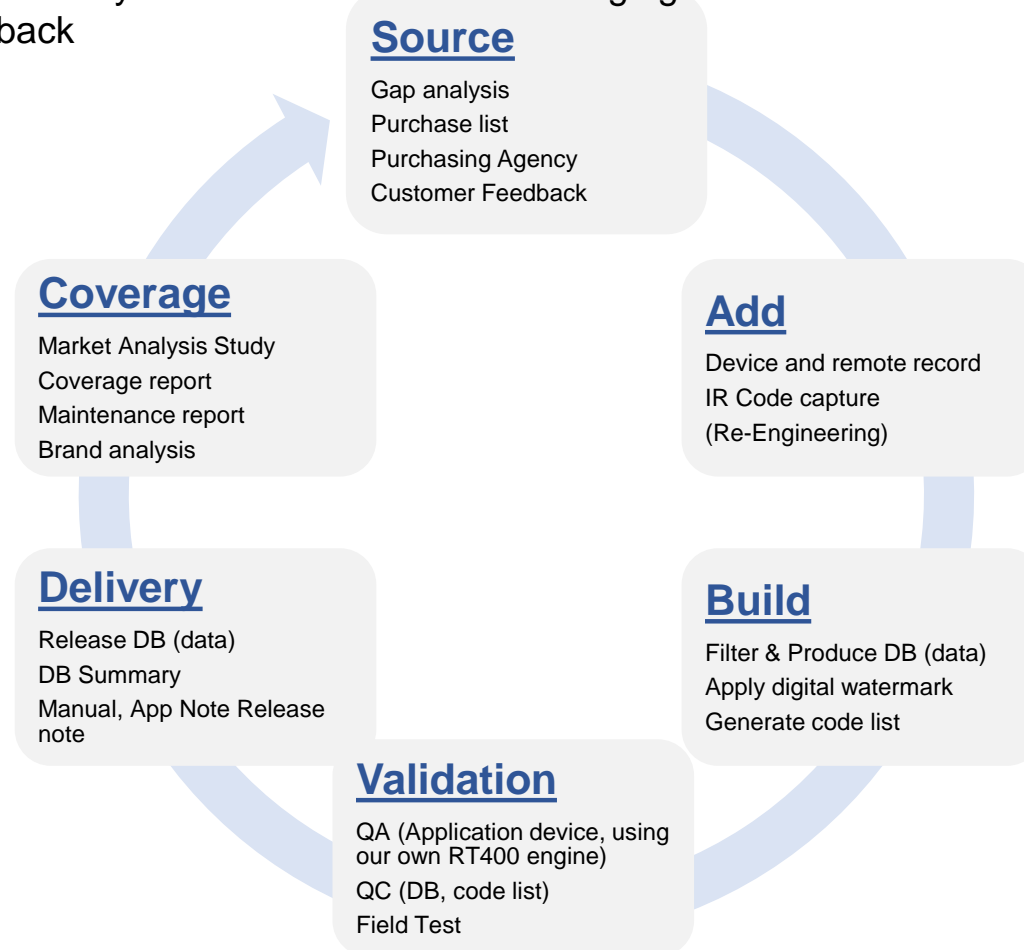 back
Source
Gap analysis
Purchase list
Purchasing Agency
Customer Feedback
Add
Device and remote record
IR Code capture
(Re-Engineering)
Build
Filter & Produce DB (data)
Apply digital watermark
Generate code list
Validation
QA (Application device, using
our own RT400 engine)
QC (DB, code list)
Field Test
Delivery
Release DB (data)
DB Summary
Manual, App Note Release
note
Coverage
Market Analysis Study
Coverage report
Maintenance report
Brand analysis